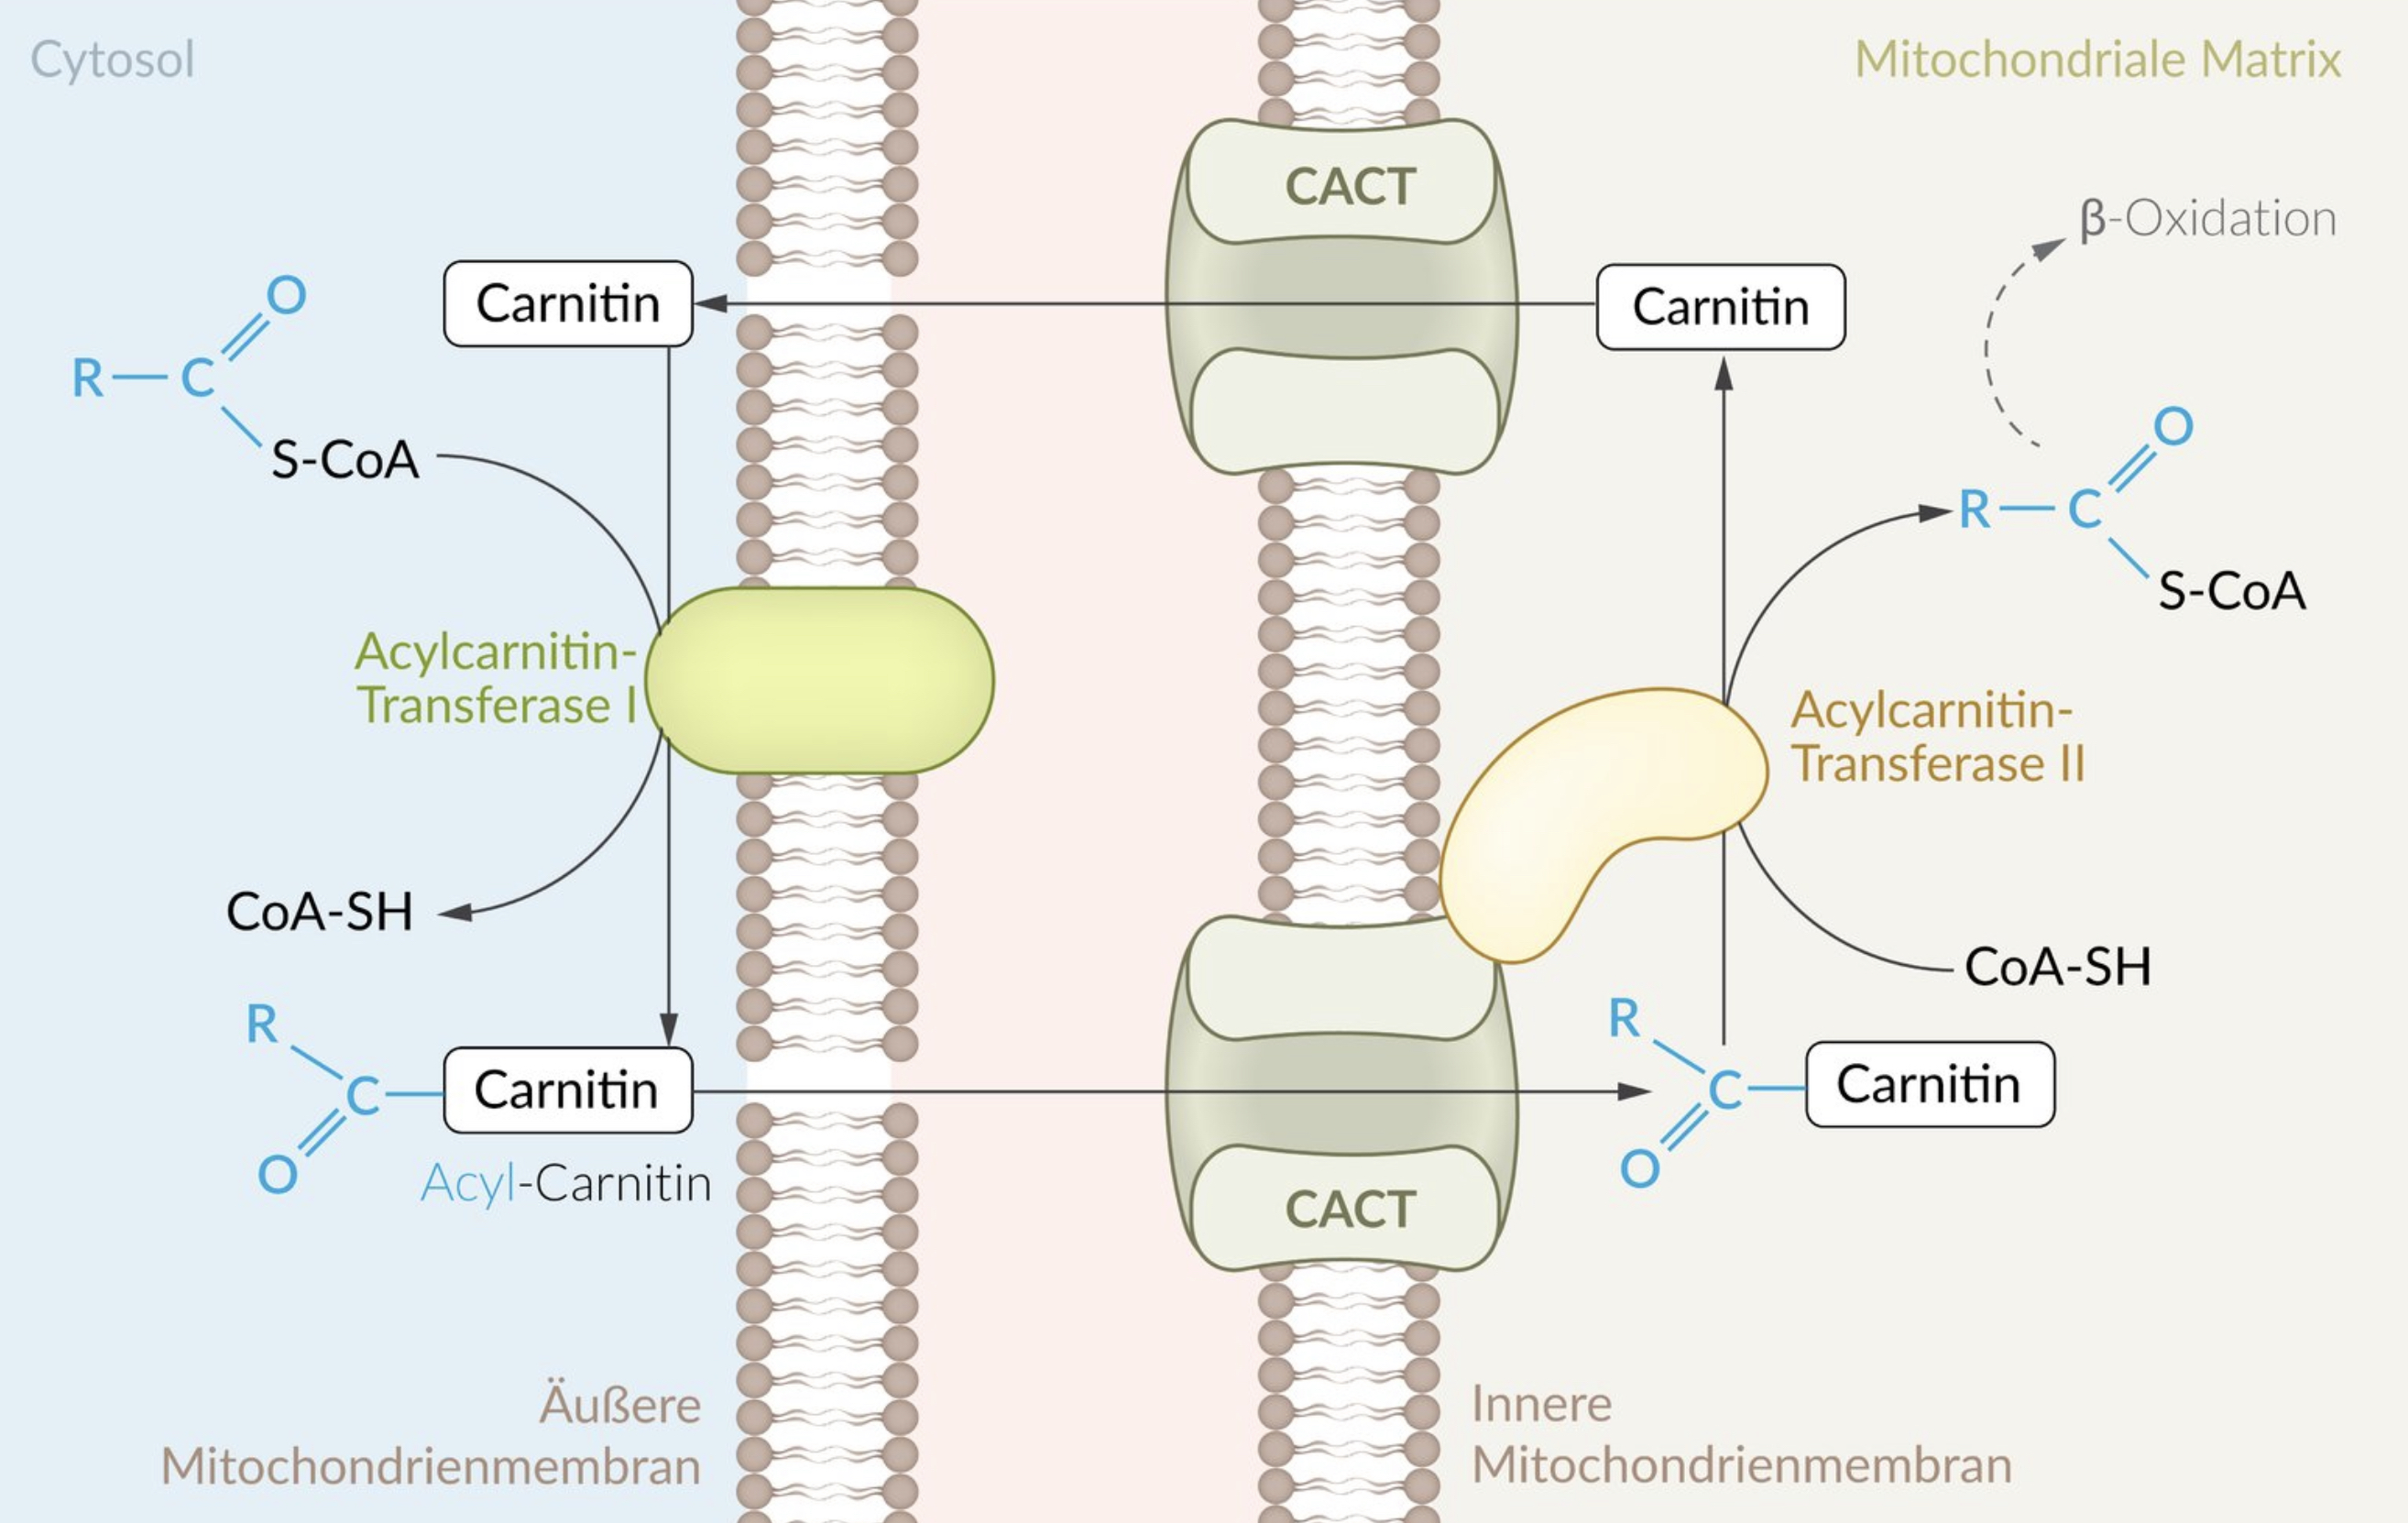 Cytosol
Mitochondriale Matrix
CACT
β-Oxidation
Carnitin
Carnitin
O
R
C
S-CoA
O
R
C
S-CoA
Acylcarnitin-
Transferase I
Acylcarnitin-
Transferase II
CoA-SH
CoA-SH
R
C
Carnitin
O
Acyl-Carnitin
R
C
Carnitin
O
CACT
Äußere
Mitochondrienmembran
Innere
Mitochondrienmembran